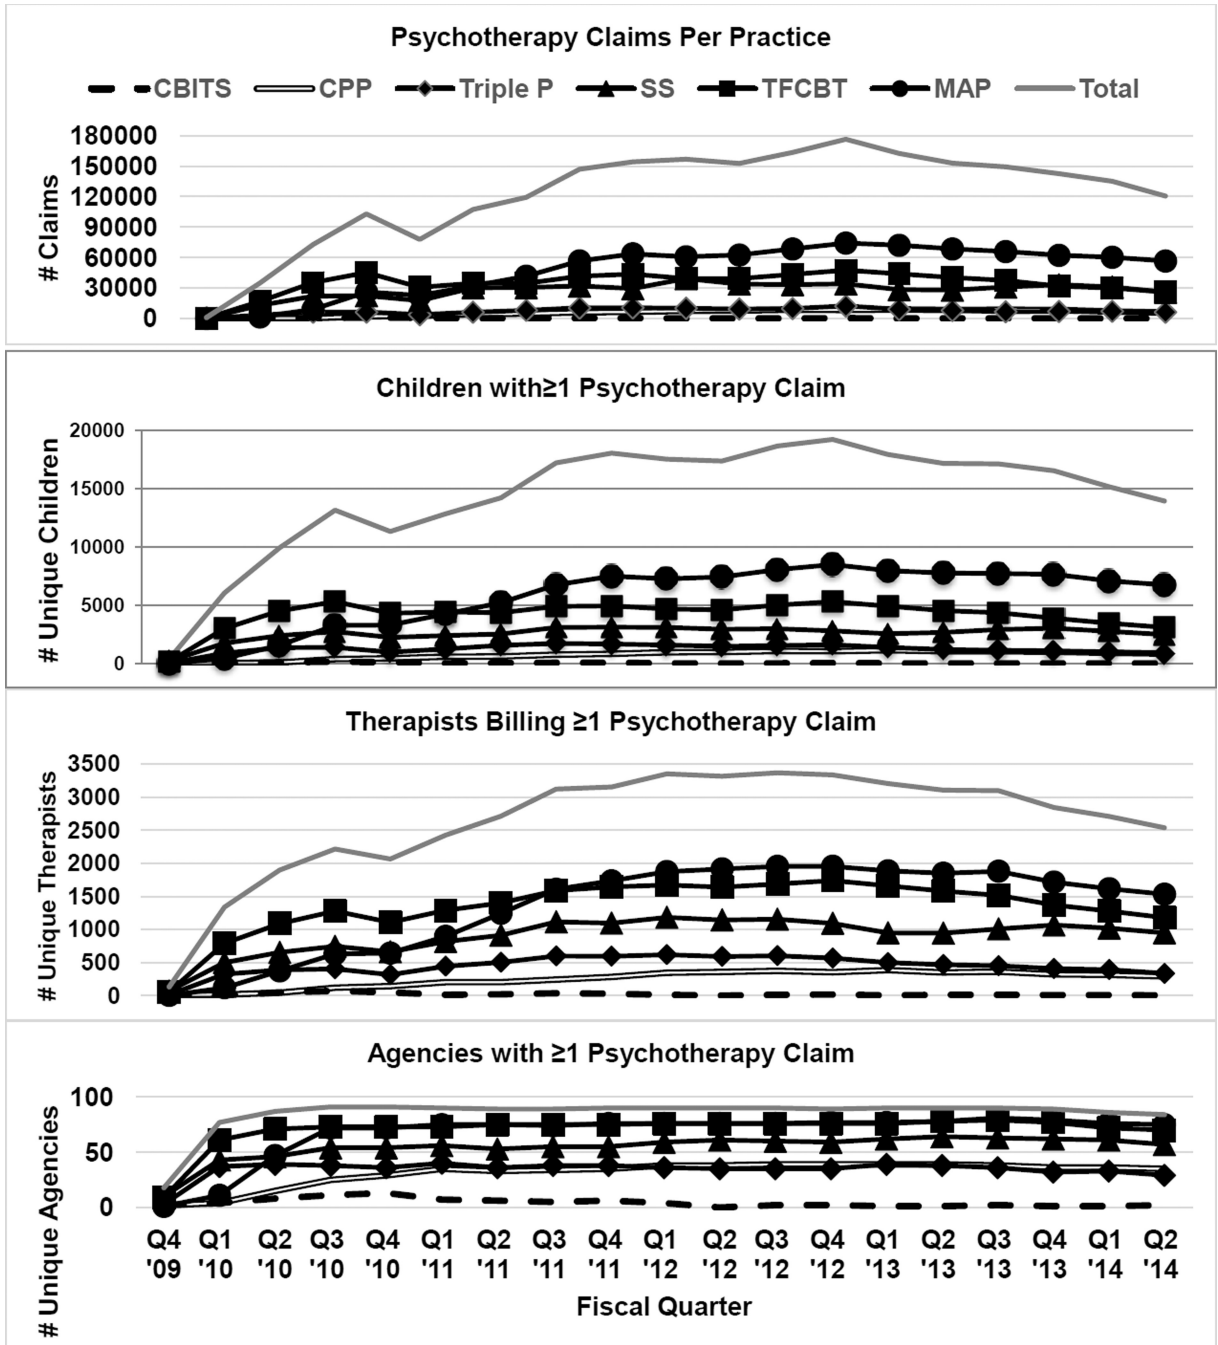 Psychotherapy Claims Per Practice
CBITS CPP Triple P SS TFCBT MAP Total
180000
150000
120000
90000
60000
30000
0
# Claims
Children with≥1 Psychotherapy Claim
20000
15000
10000
5000
0
# Unique Children
Therapists Billing ≥1 Psychotherapy Claim
3500
3000
2500
2000
1500
1000
500
0
# Unique Therapists
Agencies with ≥1 Psychotherapy Claim
100
50
0
# Unique Agencies
Q4 Q1 Q2 Q3 Q4 Q1 Q2 Q3 Q4 Q1 Q2 Q3 Q4 Q1 Q2 Q3 Q4 Q1 Q2
'09 '10 '10 '10 '10 '11 '11 '11 '11 '12 '12 '12 '12 '13 '13 '13 '13 '14 '14
Fiscal Quarter